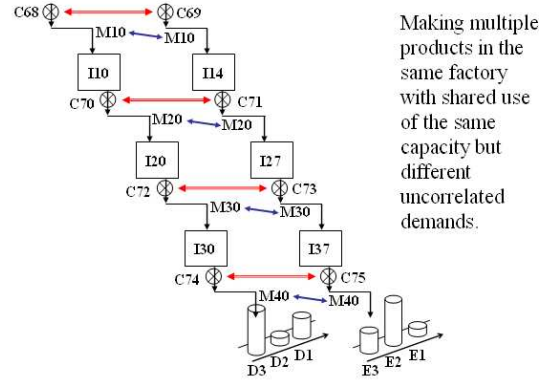 C68 C69
M10 M10
I10 I14
C70 C71
M20 M20
I20 I27
C72 C73
M30 M30
I30 I37
C74 C75
M40 M40
D3 D2 D1
E3 E2 E1
Making multiple
products in the
same factory
with shared use
of the same
capacity but
different
uncorrelated
demands.